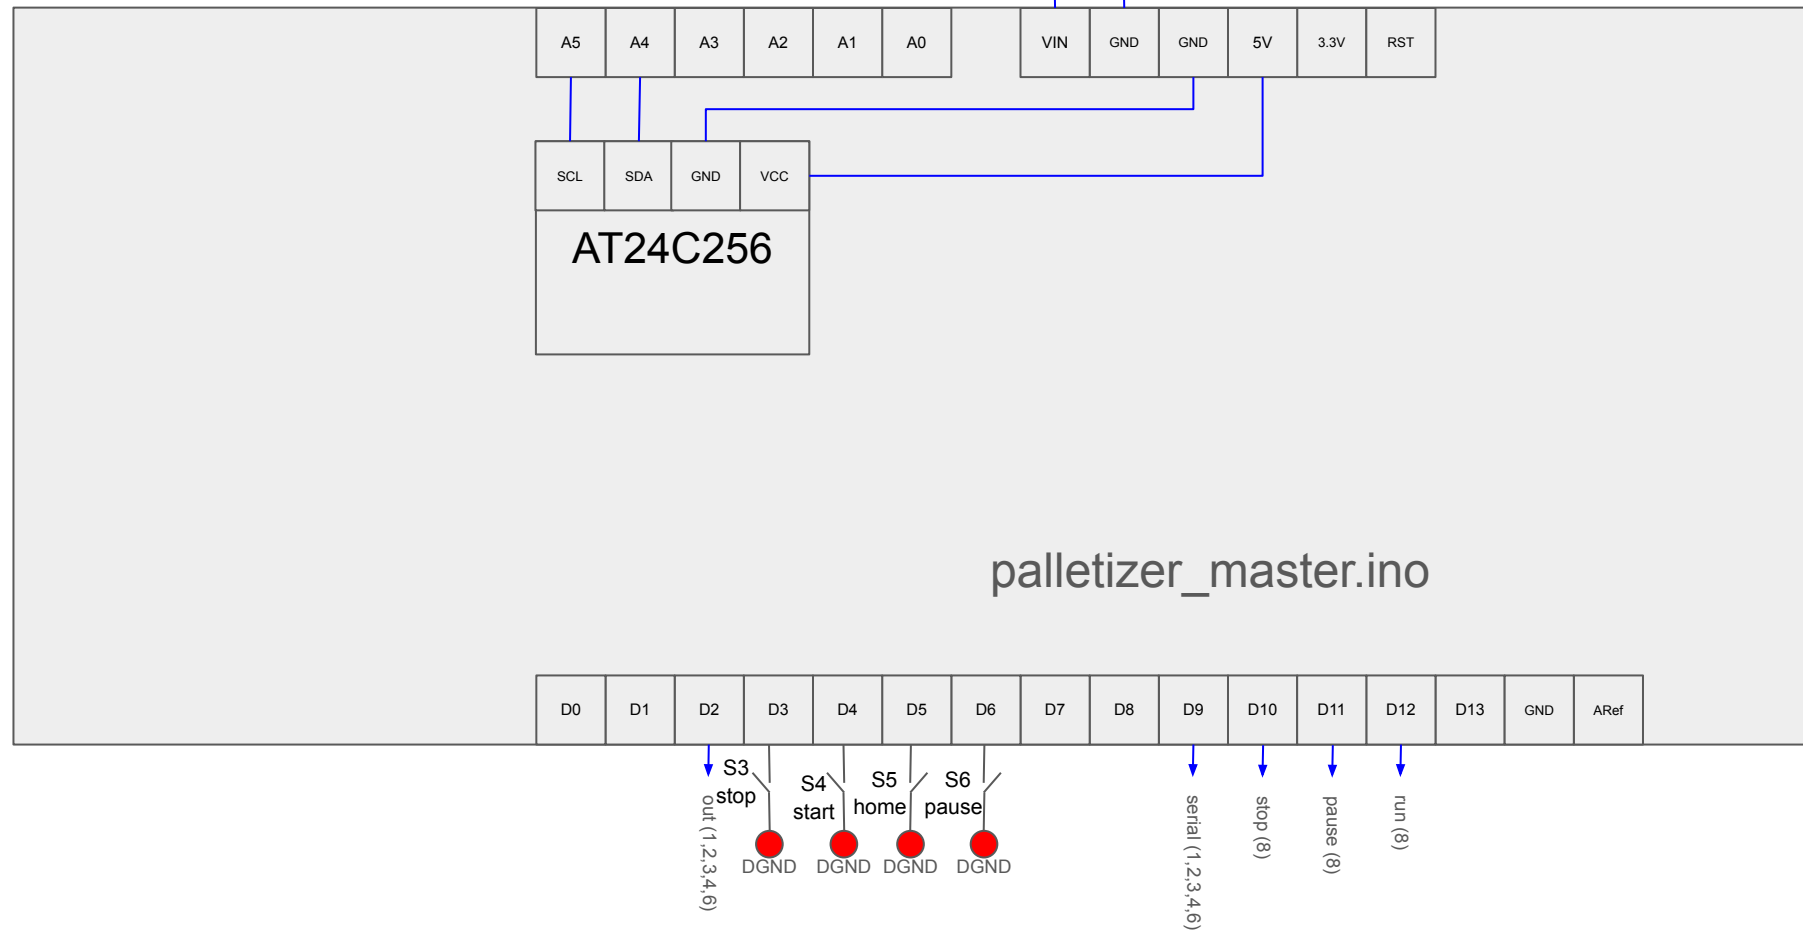 A5 A4 A3 A2 A1 A0 VIN GND GND 5V 3.3V RST
SCL SDA GND VCC
AT24C256
palletizer_master.ino
D0 D1 D2 D3 D4 D5 D6 D7 D8 D9 D10 D11 D12 D13 GND ARef
S3
stop
S4
start
S5
home
S6
pause
DGND DGND DGND DGND
out (1,2,3,4,6)
serial (1,2,3,4,6)
stop (8)
pause (8)
run (8)